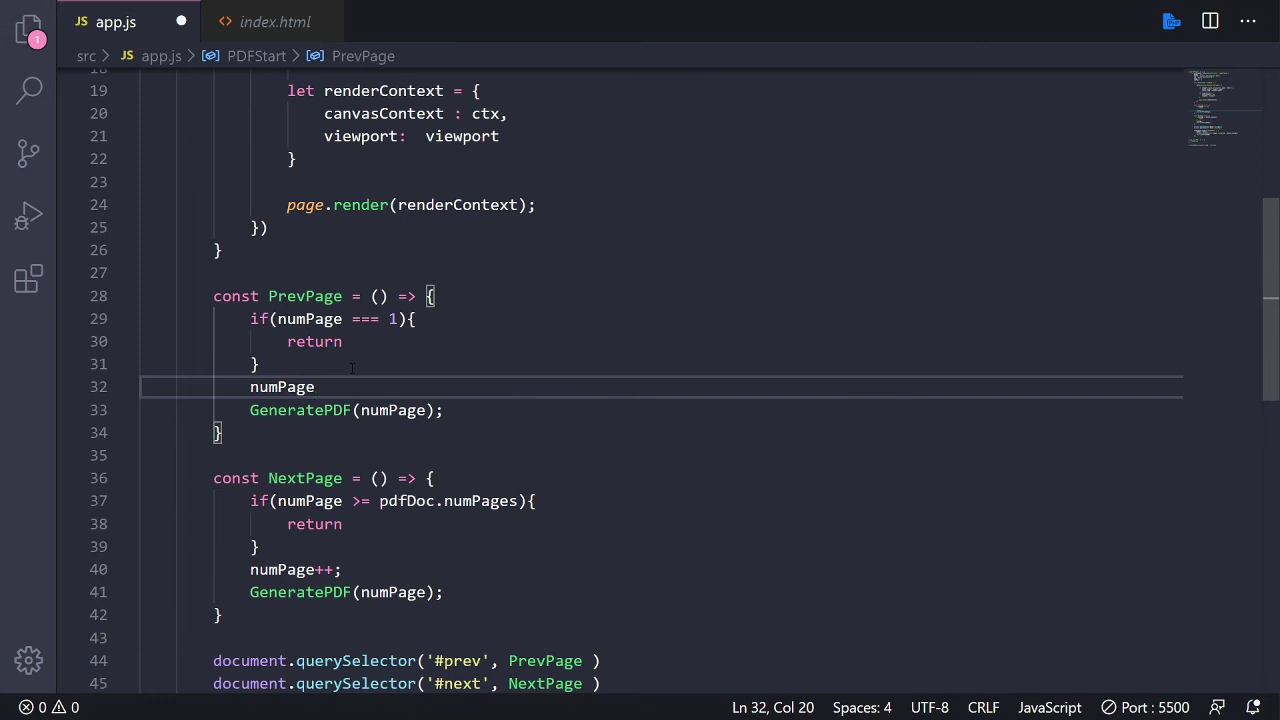 1
JS app.js
<> index.html
src > JS app.js > PDFStart > PrevPage
18
19 let renderContext = {
20 canvasContext : ctx,
21 viewport:  viewport
22 }
23
24 page.render(renderContext);
25 })
26 }
27
28 const PrevPage = () => {
29 if(numPage === 1){
30 return
31 }
32 numPage
33 GeneratePDF(numPage);
34 }
35
36 const NextPage = () => {
37 if(numPage >= pdfDoc.numPages){
38 return
39 }
40 numPage++;
41 GeneratePDF(numPage);
42 }
43
44 document.querySelector('#prev', PrevPage )
45 document.querySelector('#next', NextPage )
0 0 Ln 32, Col 20 Spaces: 4 UTF-8 CRLF JavaScript Port : 5500